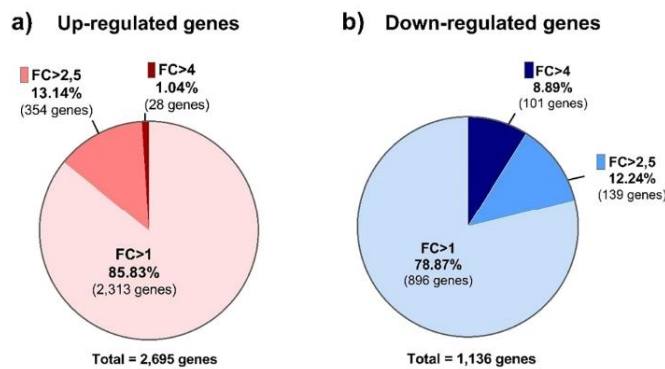 a) Up-regulated genes
FC>2,5
13.14%
(354 genes)
FC>4
1.04%
(28 genes)
FC>1
85.83%
(2,313 genes)
Total = 2,695 genes
b) Down-regulated genes
FC>4
8.89%
(101 genes)
FC>2,5
12.24%
(139 genes)
FC>1
78.87%
(896 genes)
Total = 1,136 genes